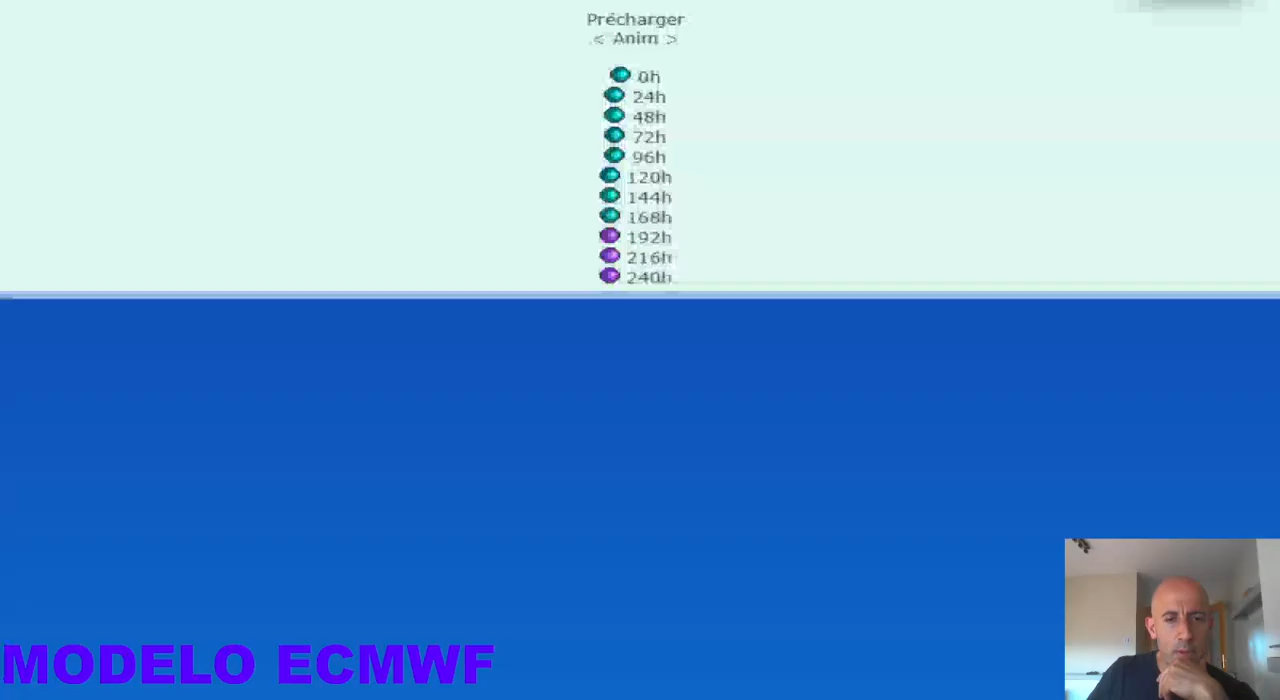 Précharger
< Anim >
0h
24h
48h
72h
96h
120h
144h
168h
192h
216h
240h
MODELO ECMWF